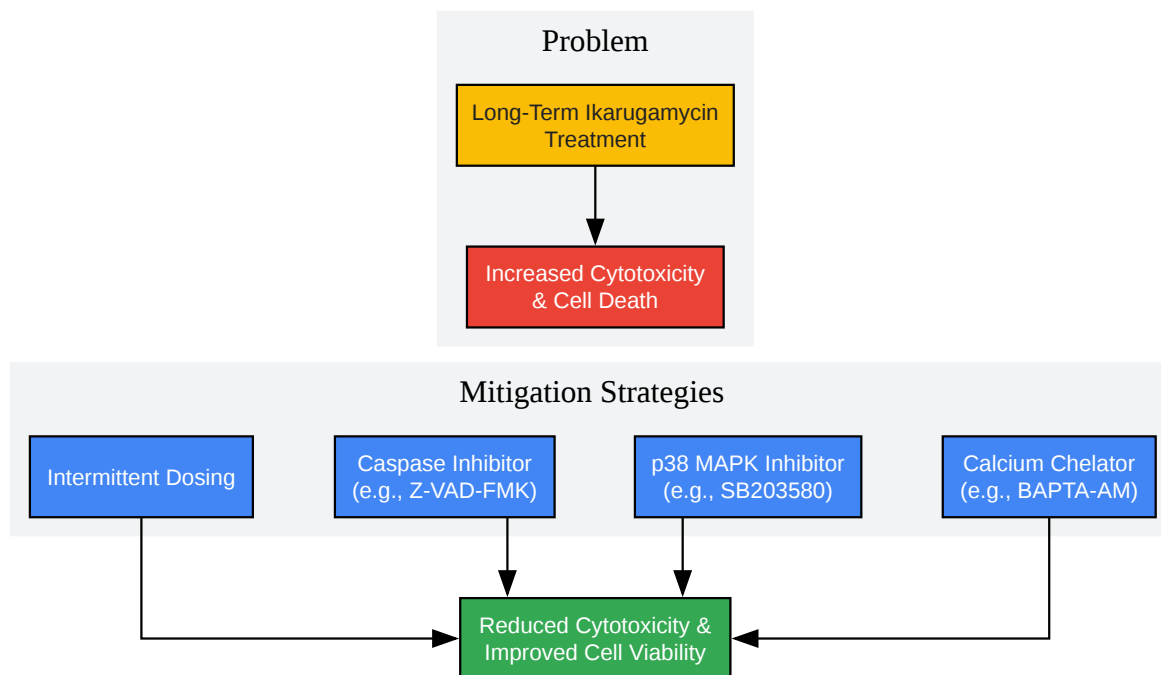 Problem
Long-Term Ikarugamycin
Treatment
Increased Cytotoxicity
& Cell Death
Mitigation Strategies
Intermittent Dosing
Caspase Inhibitor
(e.g., Z-VAD-FMK)
p38 MAPK Inhibitor
(e.g., SB203580)
Calcium Chelator
(e.g., BAPTA-AM)
Reduced Cytotoxicity &
Improved Cell Viability